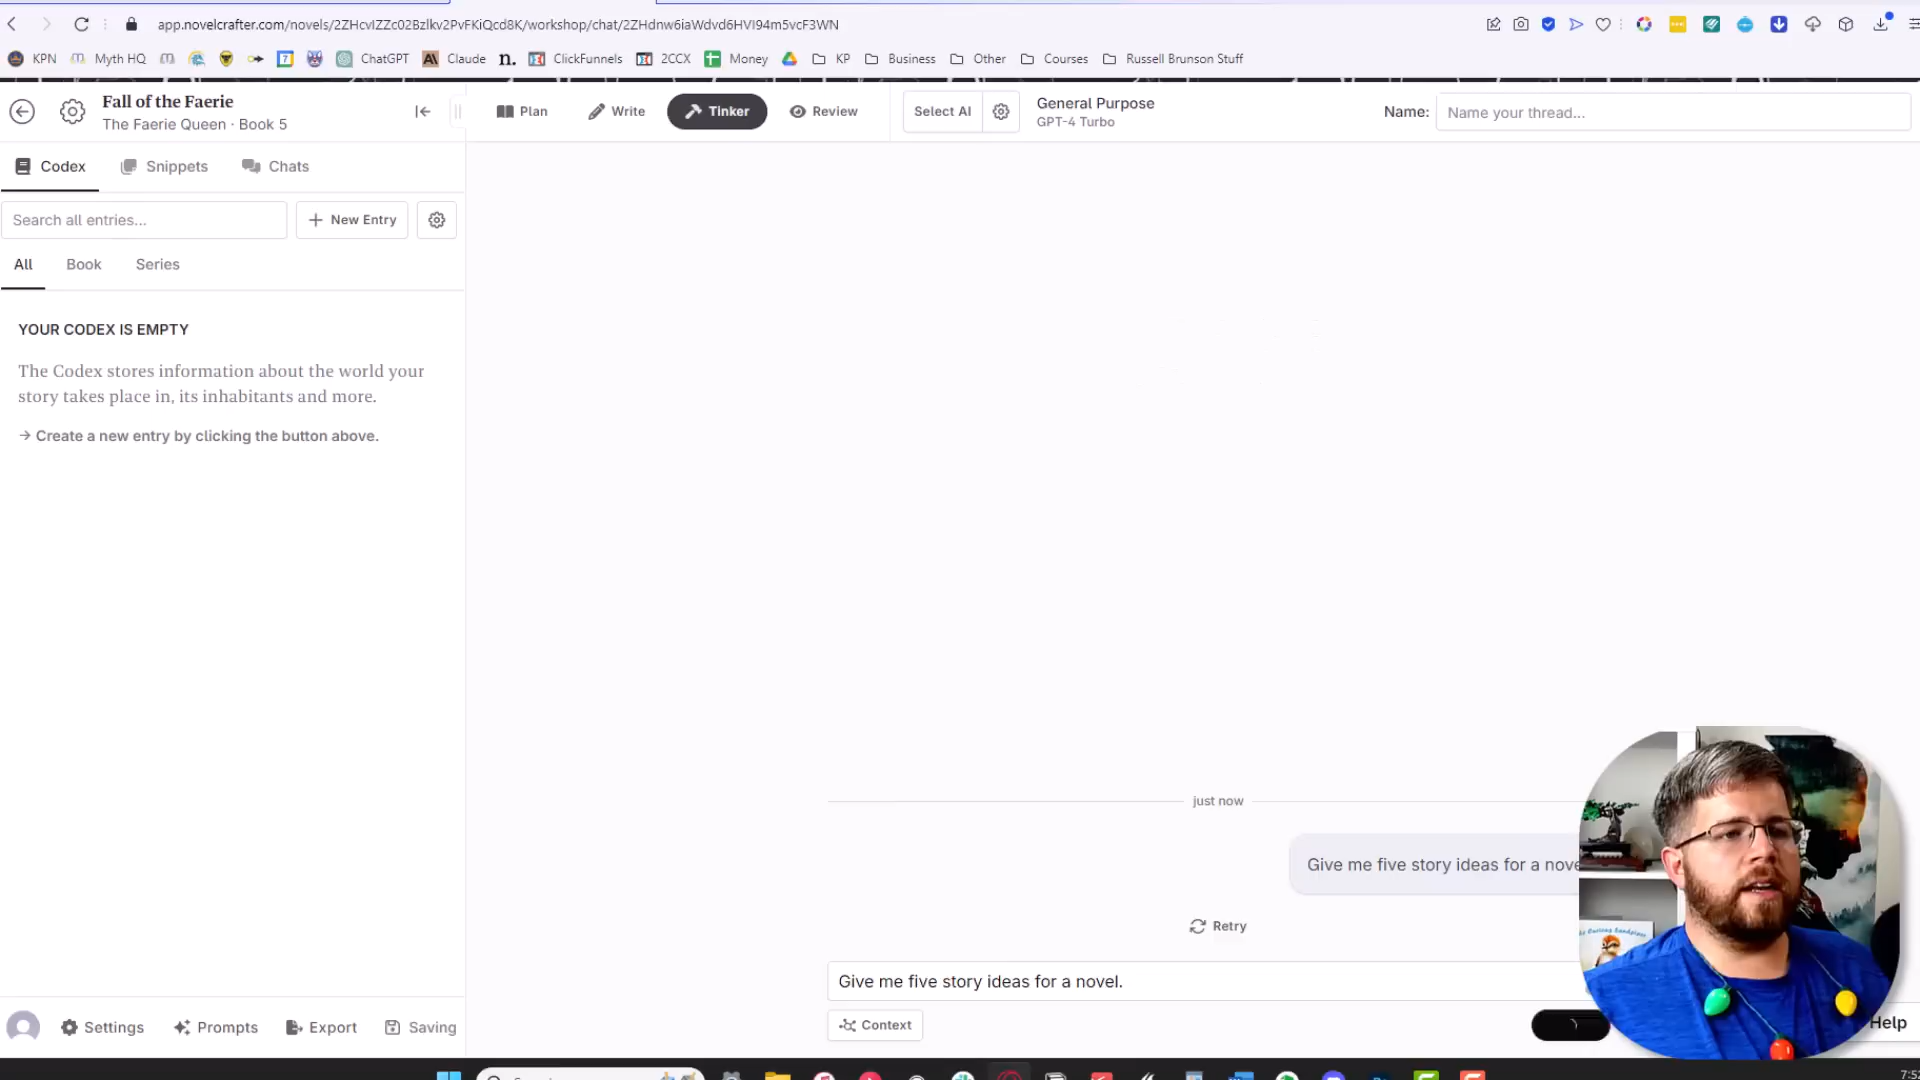 app.novelcrafter.com/novels/2ZHcvIZZc02Bzlkv2PvFKiQcd8K/workshop/chat/2ZHdnw6iaWdvd6HVI94m5vcF3WN
KPN Myth HQ ChatGPT Claude ClickFunnels 2CCX Money KP Business Other Courses Russell Brunson Stuff
Fall of the Faerie
The Faerie Queen · Book 5
Plan Write Tinker Review Select AI
General Purpose
GPT-4 Turbo
Name: Name your thread...
Codex Snippets Chats
Search all entries... New Entry
All Book Series
YOUR CODEX IS EMPTY
The Codex stores information about the world your
story takes place in, its inhabitants and more.
→ Create a new entry by clicking the button above.
just now
Give me five story ideas for a nove
Retry
Give me five story ideas for a novel.
Context
Help
Settings Prompts Export Saving